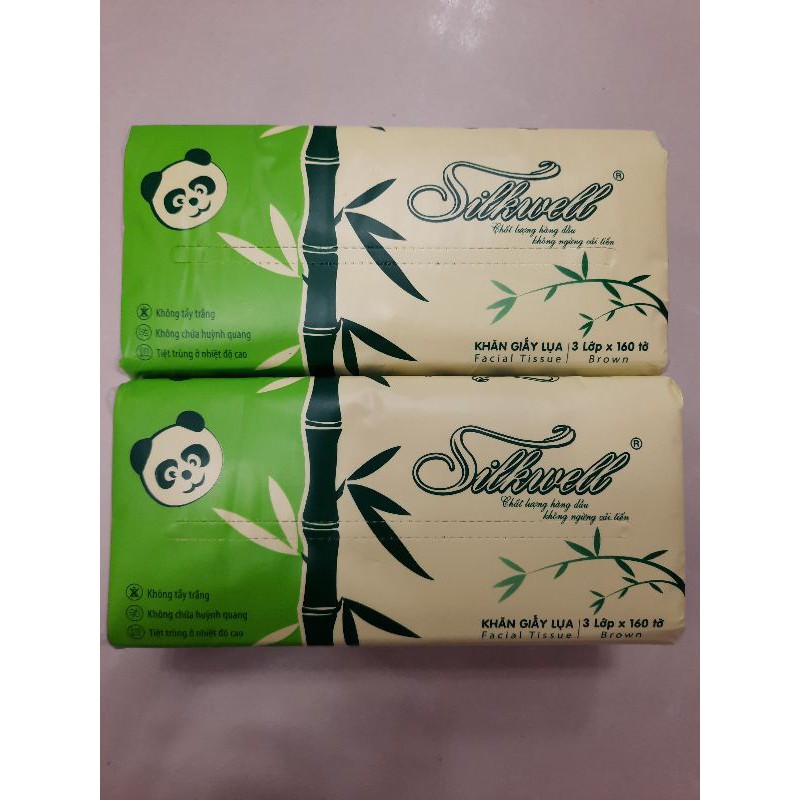 Silkwell ®
Chất lượng hàng đầu
không ngừng cải tiến
Không tẩy trắng
Không chứa huỳnh quang
Tiệt trùng ở nhiệt độ cao
KHĂN GIẤY LỤA | 3 Lớp x 160 tờ
Facial Tissue | Brown
Silkwell ®
Chất lượng hàng đầu
không ngừng cải tiến
Không tẩy trắng
Không chứa huỳnh quang
Tiệt trùng ở nhiệt độ cao
KHĂN GIẤY LỤA | 3 Lớp x 160 tờ
Facial Tissue | Brown